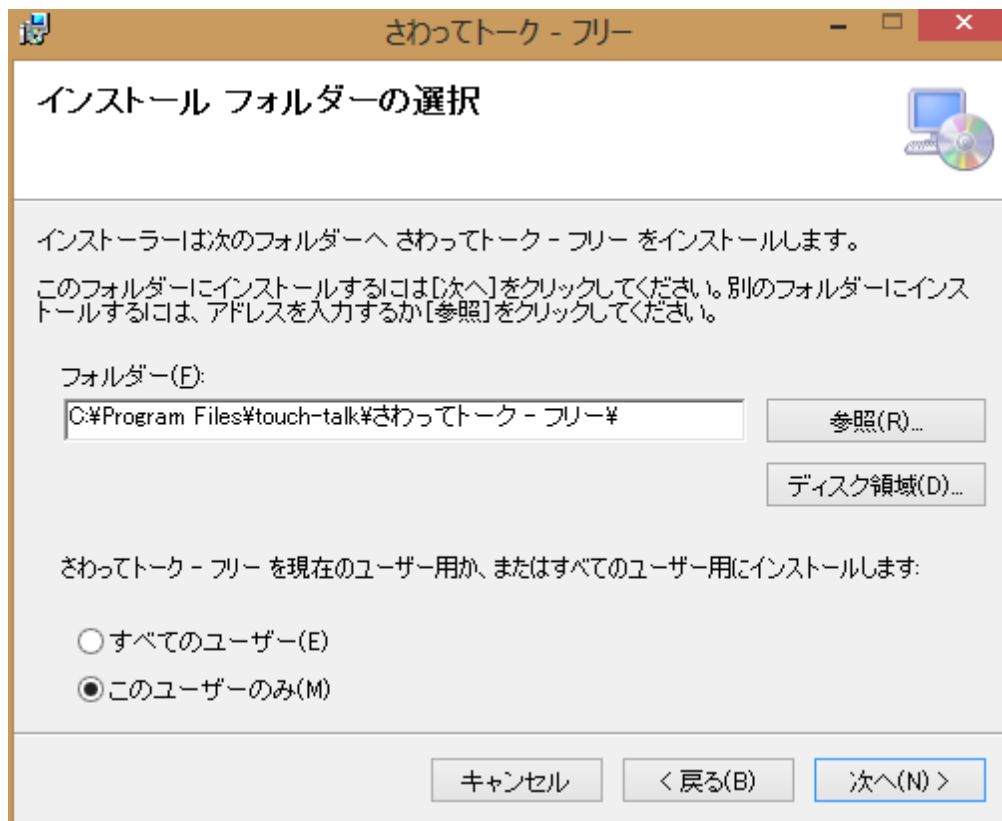 さわってトーク - フリー
インストール フォルダーの選択
インストーラーは次のフォルダーへ さわってトーク - フリー をインストールします。
このフォルダーにインストールするには[次へ]をクリックしてください。別のフォルダーにインス
トールするには、アドレスを入力するか[参照]をクリックしてください。
フォルダー(F):
C:¥Program Files¥touch-talk¥さわってトーク - フリー¥
参照(R)...
ディスク領域(D)...
さわってトーク - フリー を現在のユーザー用か、またはすべてのユーザー用にインストールします:
すべてのユーザー(E)
このユーザーのみ(M)
キャンセル
< 戻る(B)
次へ(N) >